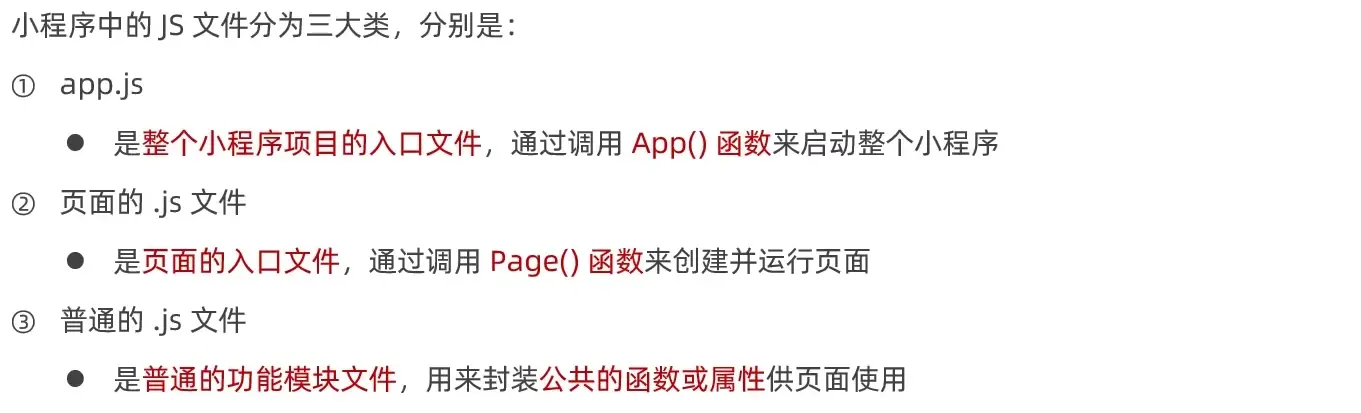 小程序中的 JS 文件分为三大类，分别是：
① app.js
● 是整个小程序项目的入口文件，通过调用 App() 函数来启动整个小程序
② 页面的 .js 文件
● 是页面的入口文件，通过调用 Page() 函数来创建并运行页面
③ 普通的 .js 文件
● 是普通的功能模块文件，用来封装公共的函数或属性供页面使用